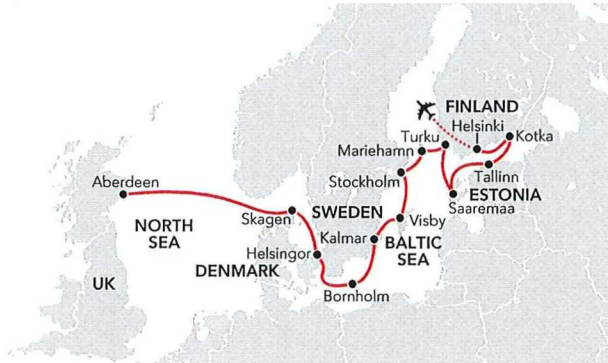 FINLAND
Helsinki
Kotka
Turku
Mariehamn
Tallinn
Stockholm
ESTONIA
Saaremaa
Aberdeen
Skagen
SWEDEN
Visby
NORTH
SEA
Kalmar
BALTIC
SEA
Helsingor
DENMARK
UK
Bornholm